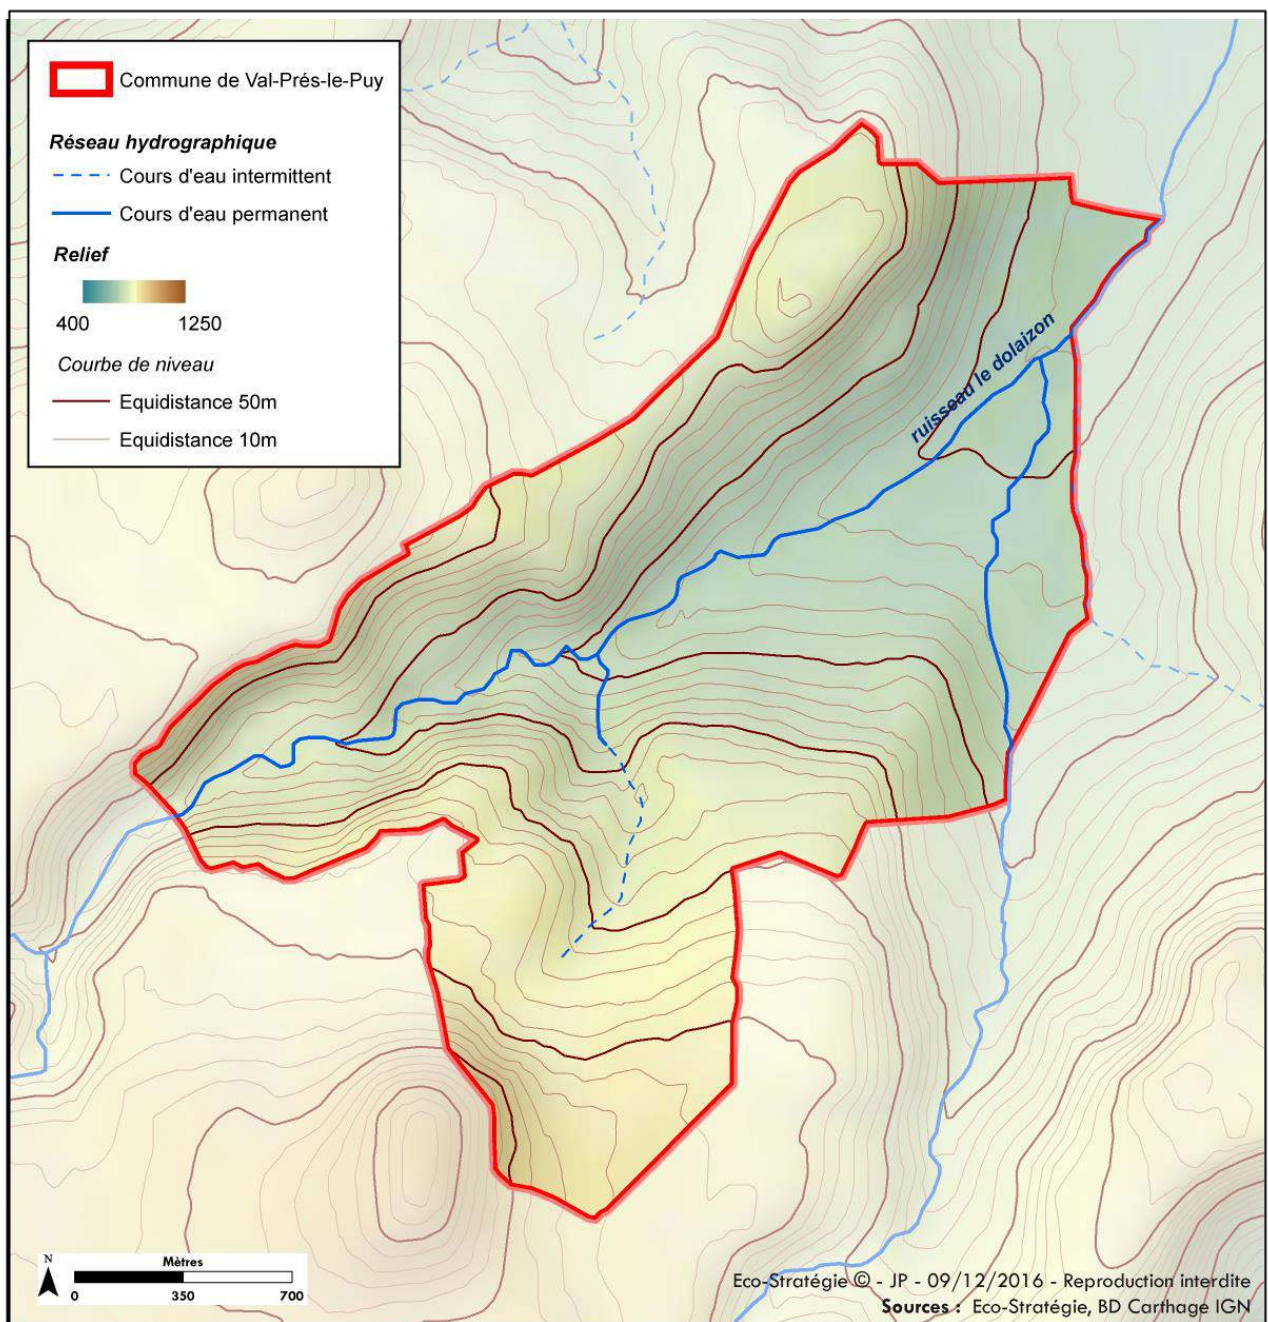 Commune de Val-Prés-le-Puy
Réseau hydrographique
Cours d'eau intermittent
Cours d'eau permanent
Relief
400 1250
Courbe de niveau
Equidistance 50m
Equidistance 10m
ruisseau le dolaizon
N
Mètres
0 350 700
Eco-Stratégie © - JP - 09/12/2016 - Reproduction interdite
Sources : Eco-Stratégie, BD Carthage IGN